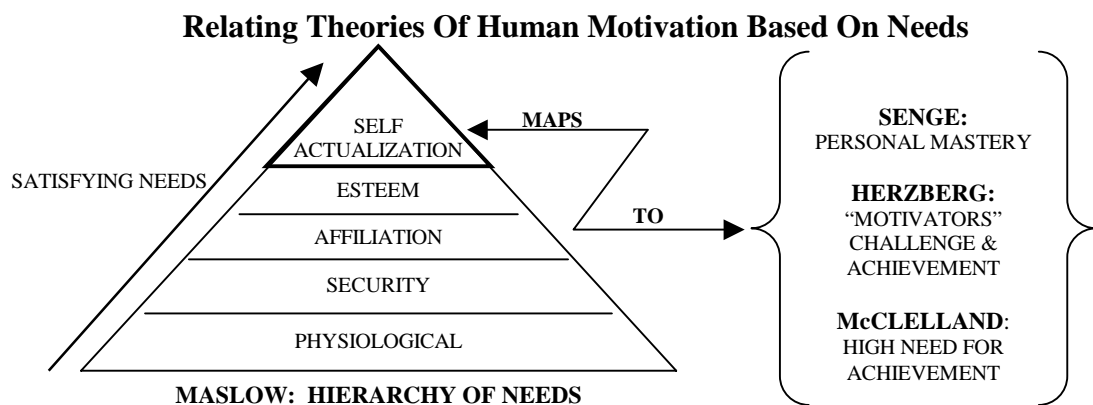 Relating Theories Of Human Motivation Based On Needs
SELF
ACTUALIZATION
ESTEEM
AFFILIATION
SECURITY
PHYSIOLOGICAL
SATISFYING NEEDS
MASLOW: HIERARCHY OF NEEDS
MAPS
TO
SENGE:
PERSONAL MASTERY
HERZBERG:
“MOTIVATORS”
CHALLENGE &
ACHIEVEMENT
McCLELLAND:
HIGH NEED FOR
ACHIEVEMENT